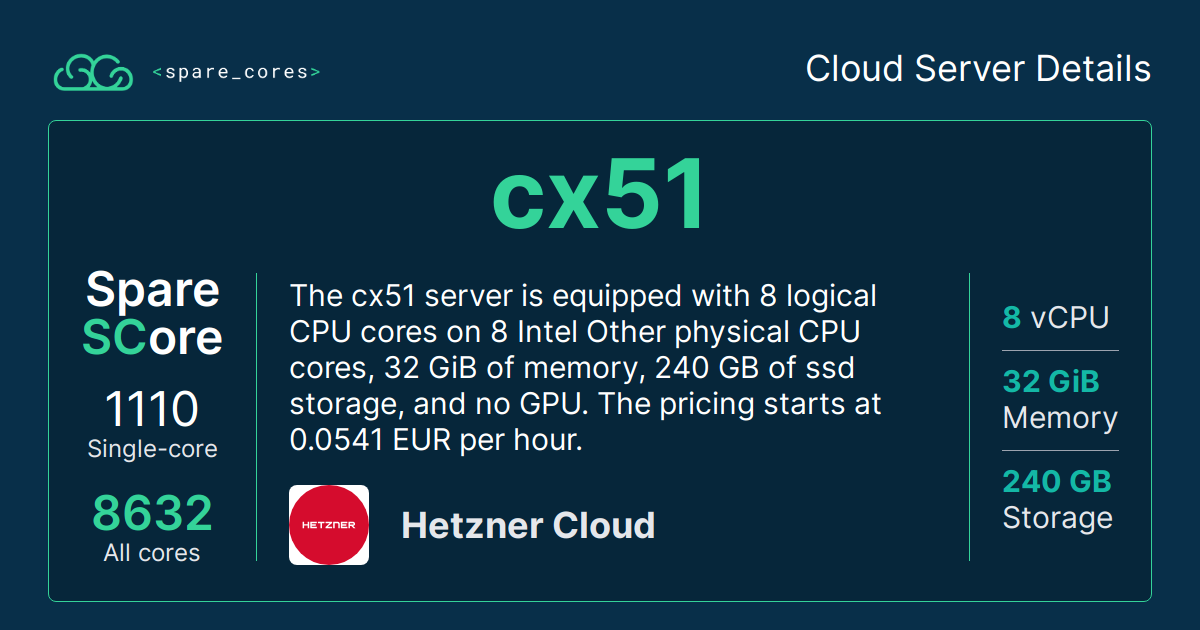 <spare_cores>
Cloud Server Details
cx51
Spare
SCore
1110
Single-core
8632
All cores
The cx51 server is equipped with 8 logical
CPU cores on 8 Intel Other physical CPU
cores, 32 GiB of memory, 240 GB of ssd
storage, and no GPU. The pricing starts at
0.0541 EUR per hour.
HETZNER
Hetzner Cloud
8 vCPU
32 GiB
Memory
240 GB
Storage